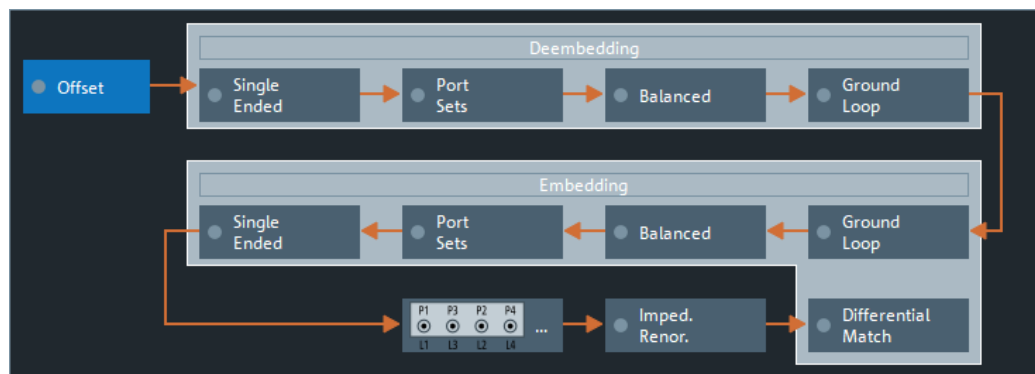 Deembedding
Offset
Single
Ended
Port
Sets
Balanced
Ground
Loop
Embedding
Single
Ended
Port
Sets
Balanced
Ground
Loop
P1 P3 P2 P4
...
L1 L3 L2 L4
Imped.
Renor.
Differential
Match